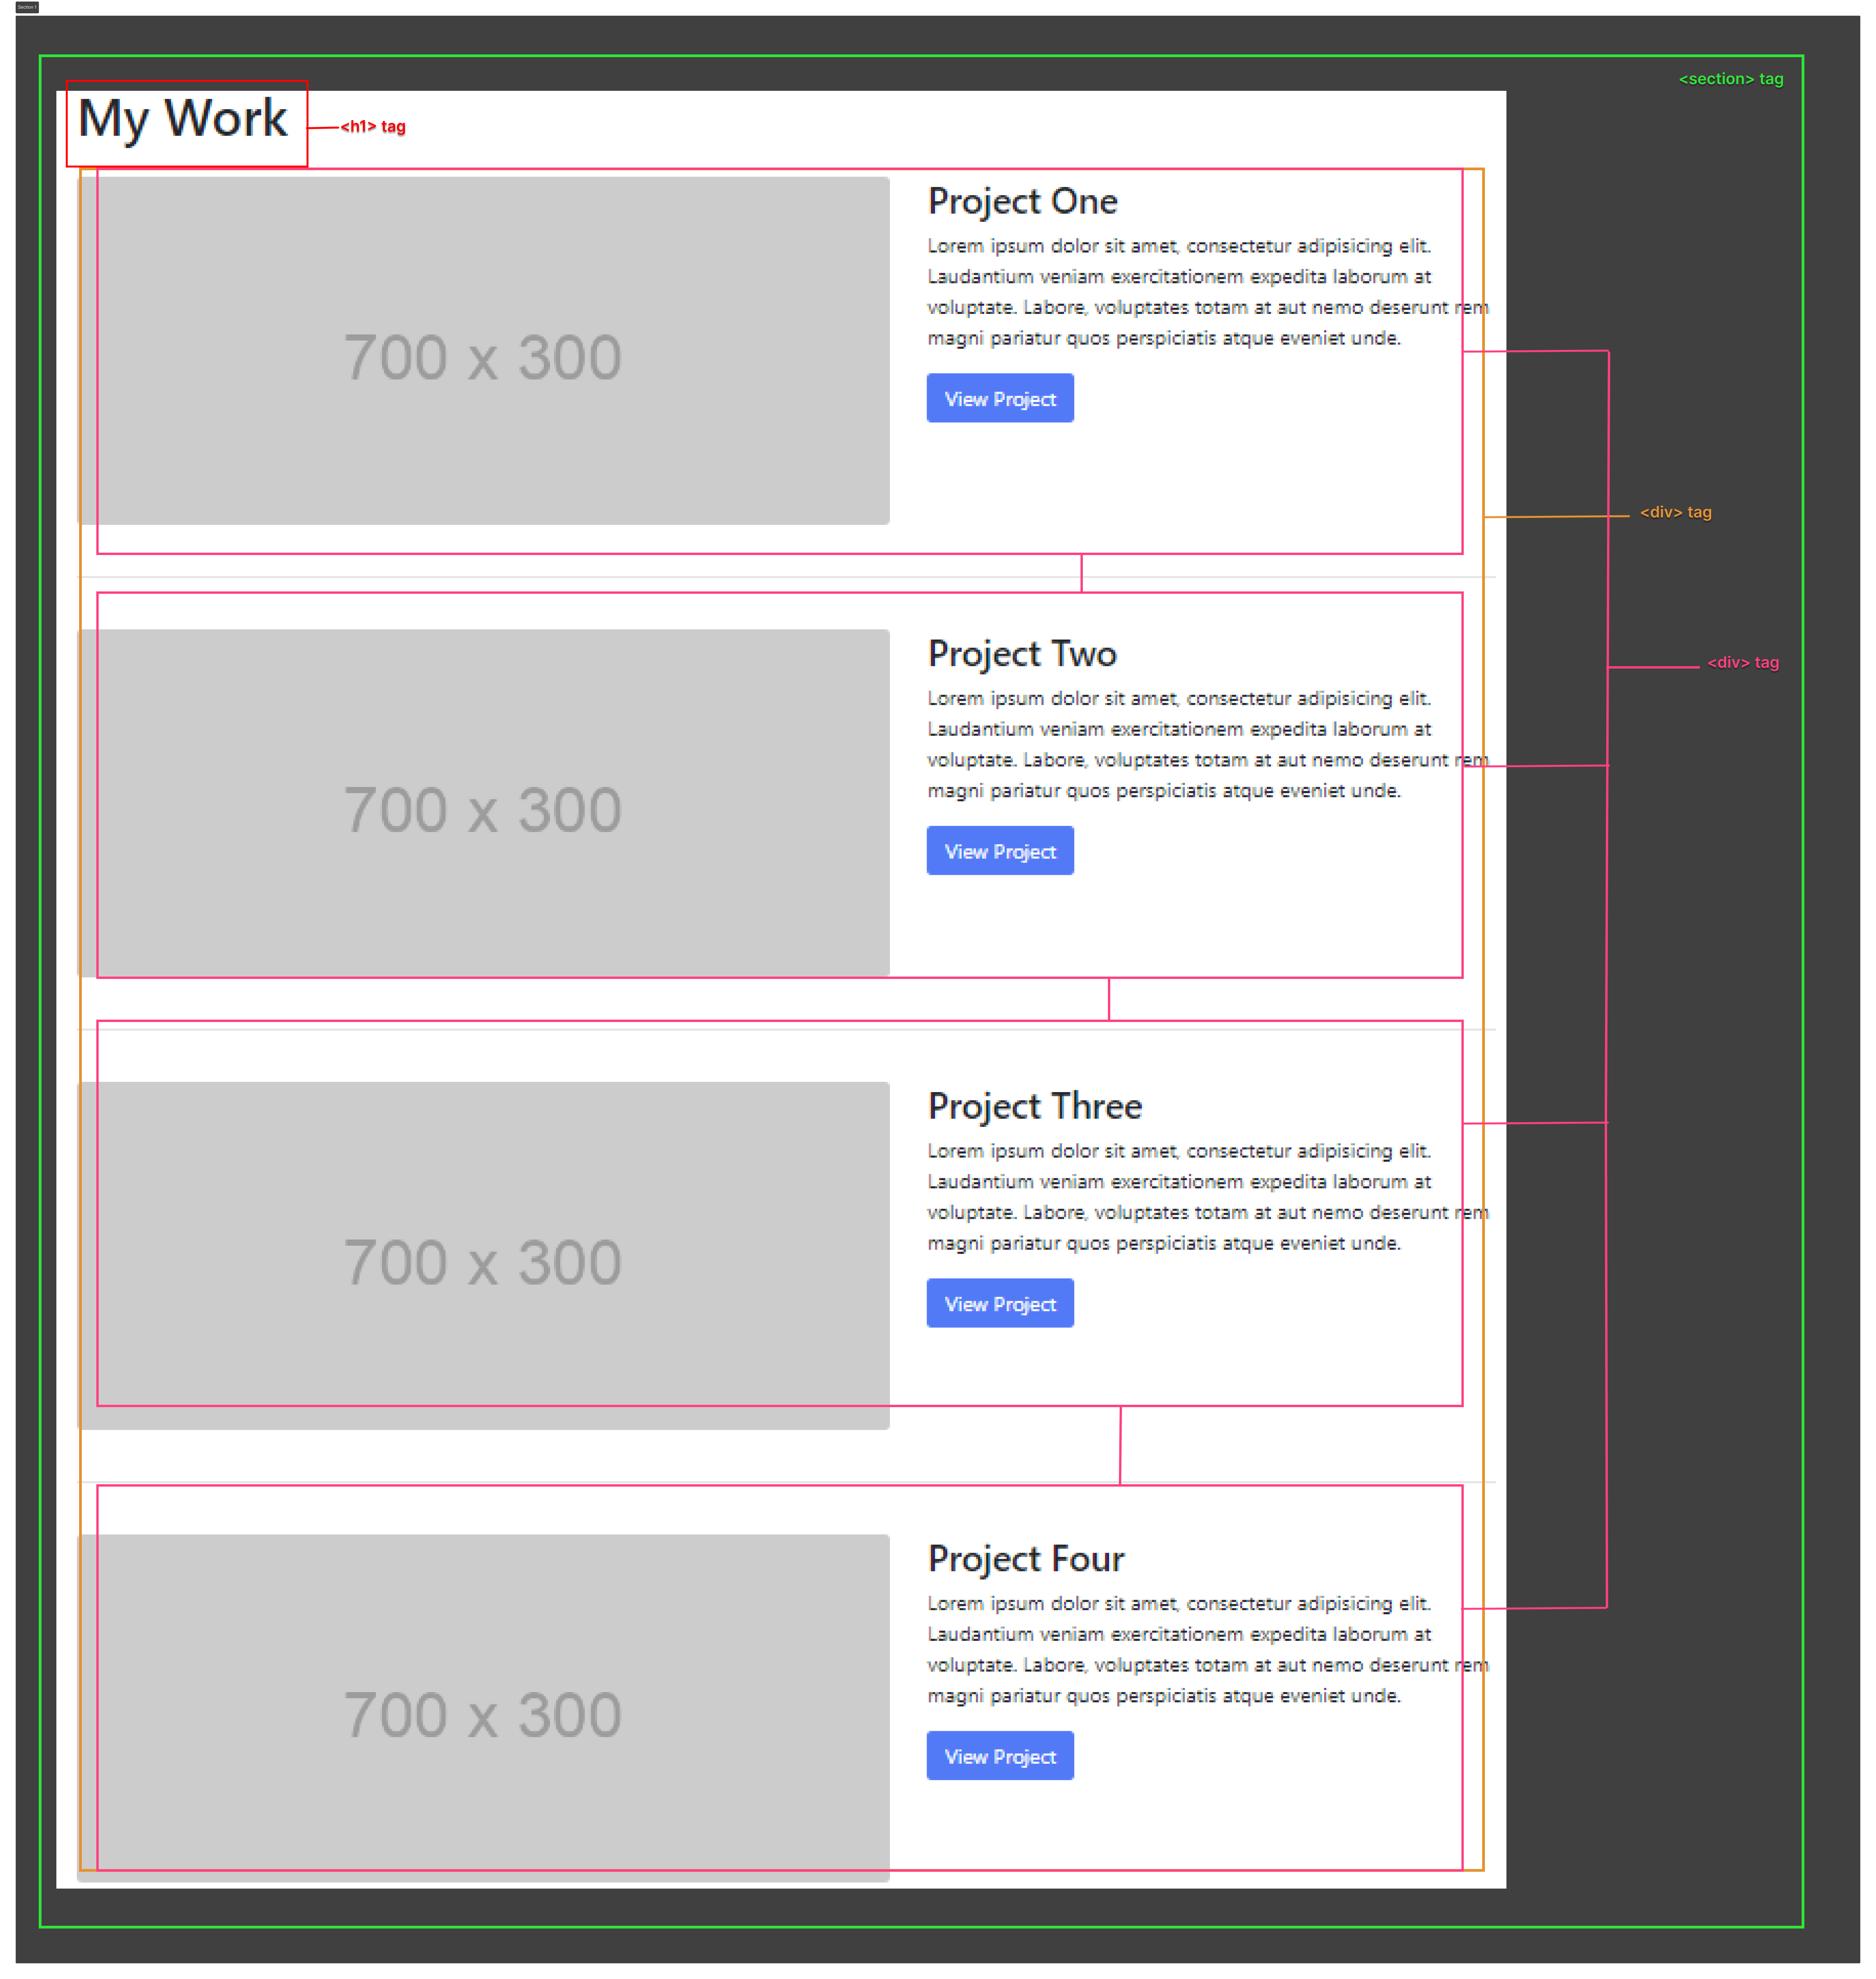 Section 1
<section> tag
My Work
<h1> tag
700 x 300
Project One
Lorem ipsum dolor sit amet, consectetur adipisicing elit.
Laudantium veniam exercitationem expedita laborum at
voluptate. Labore, voluptates totam at aut nemo deserunt rem
magni pariatur quos perspiciatis atque eveniet unde.
View Project
<div> tag
700 x 300
Project Two
Lorem ipsum dolor sit amet, consectetur adipisicing elit.
Laudantium veniam exercitationem expedita laborum at
voluptate. Labore, voluptates totam at aut nemo deserunt rem
magni pariatur quos perspiciatis atque eveniet unde.
View Project
<div> tag
700 x 300
Project Three
Lorem ipsum dolor sit amet, consectetur adipisicing elit.
Laudantium veniam exercitationem expedita laborum at
voluptate. Labore, voluptates totam at aut nemo deserunt rem
magni pariatur quos perspiciatis atque eveniet unde.
View Project
700 x 300
Project Four
Lorem ipsum dolor sit amet, consectetur adipisicing elit.
Laudantium veniam exercitationem expedita laborum at
voluptate. Labore, voluptates totam at aut nemo deserunt rem
magni pariatur quos perspiciatis atque eveniet unde.
View Project